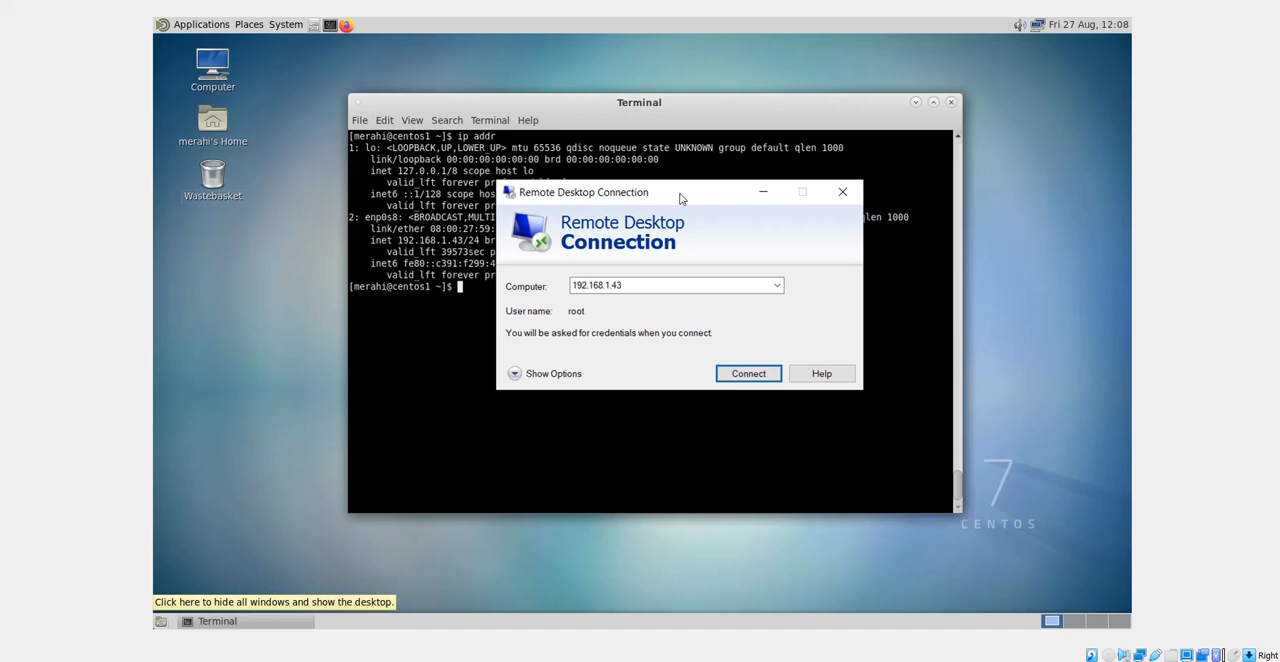 Applications Places System
Fri 27 Aug, 12:08
Computer
merahi's Home
Wastebasket
Terminal
File Edit View Search Terminal Help
[merahi@centos1 ~]$ ip addr
1: lo: <LOOPBACK,UP,LOWER_UP> mtu 65536 qdisc noqueue state UNKNOWN group default qlen 1000
link/loopback 00:00:00:00:00:00 brd 00:00:00:00:00:00
inet 127.0.0.1/8 scope host lo
valid_lft forever pr
inet6 ::1/128 scope hos
valid_lft forever pr
2: enp0s8: <BROADCAST,MULTI
qlen 1000
link/ether 08:00:27:59:
inet 192.168.1.43/24 br
valid_lft 39573sec p
inet6 fe80::c391:f299:4
valid_lft forever pr
[merahi@centos1 ~]$
Remote Desktop Connection
Remote Desktop
Connection
Computer: 192.168.1.43
User name: root
You will be asked for credentials when you connect.
Show Options
Connect
Help
7
CENTOS
Click here to hide all windows and show the desktop.
Terminal
Right